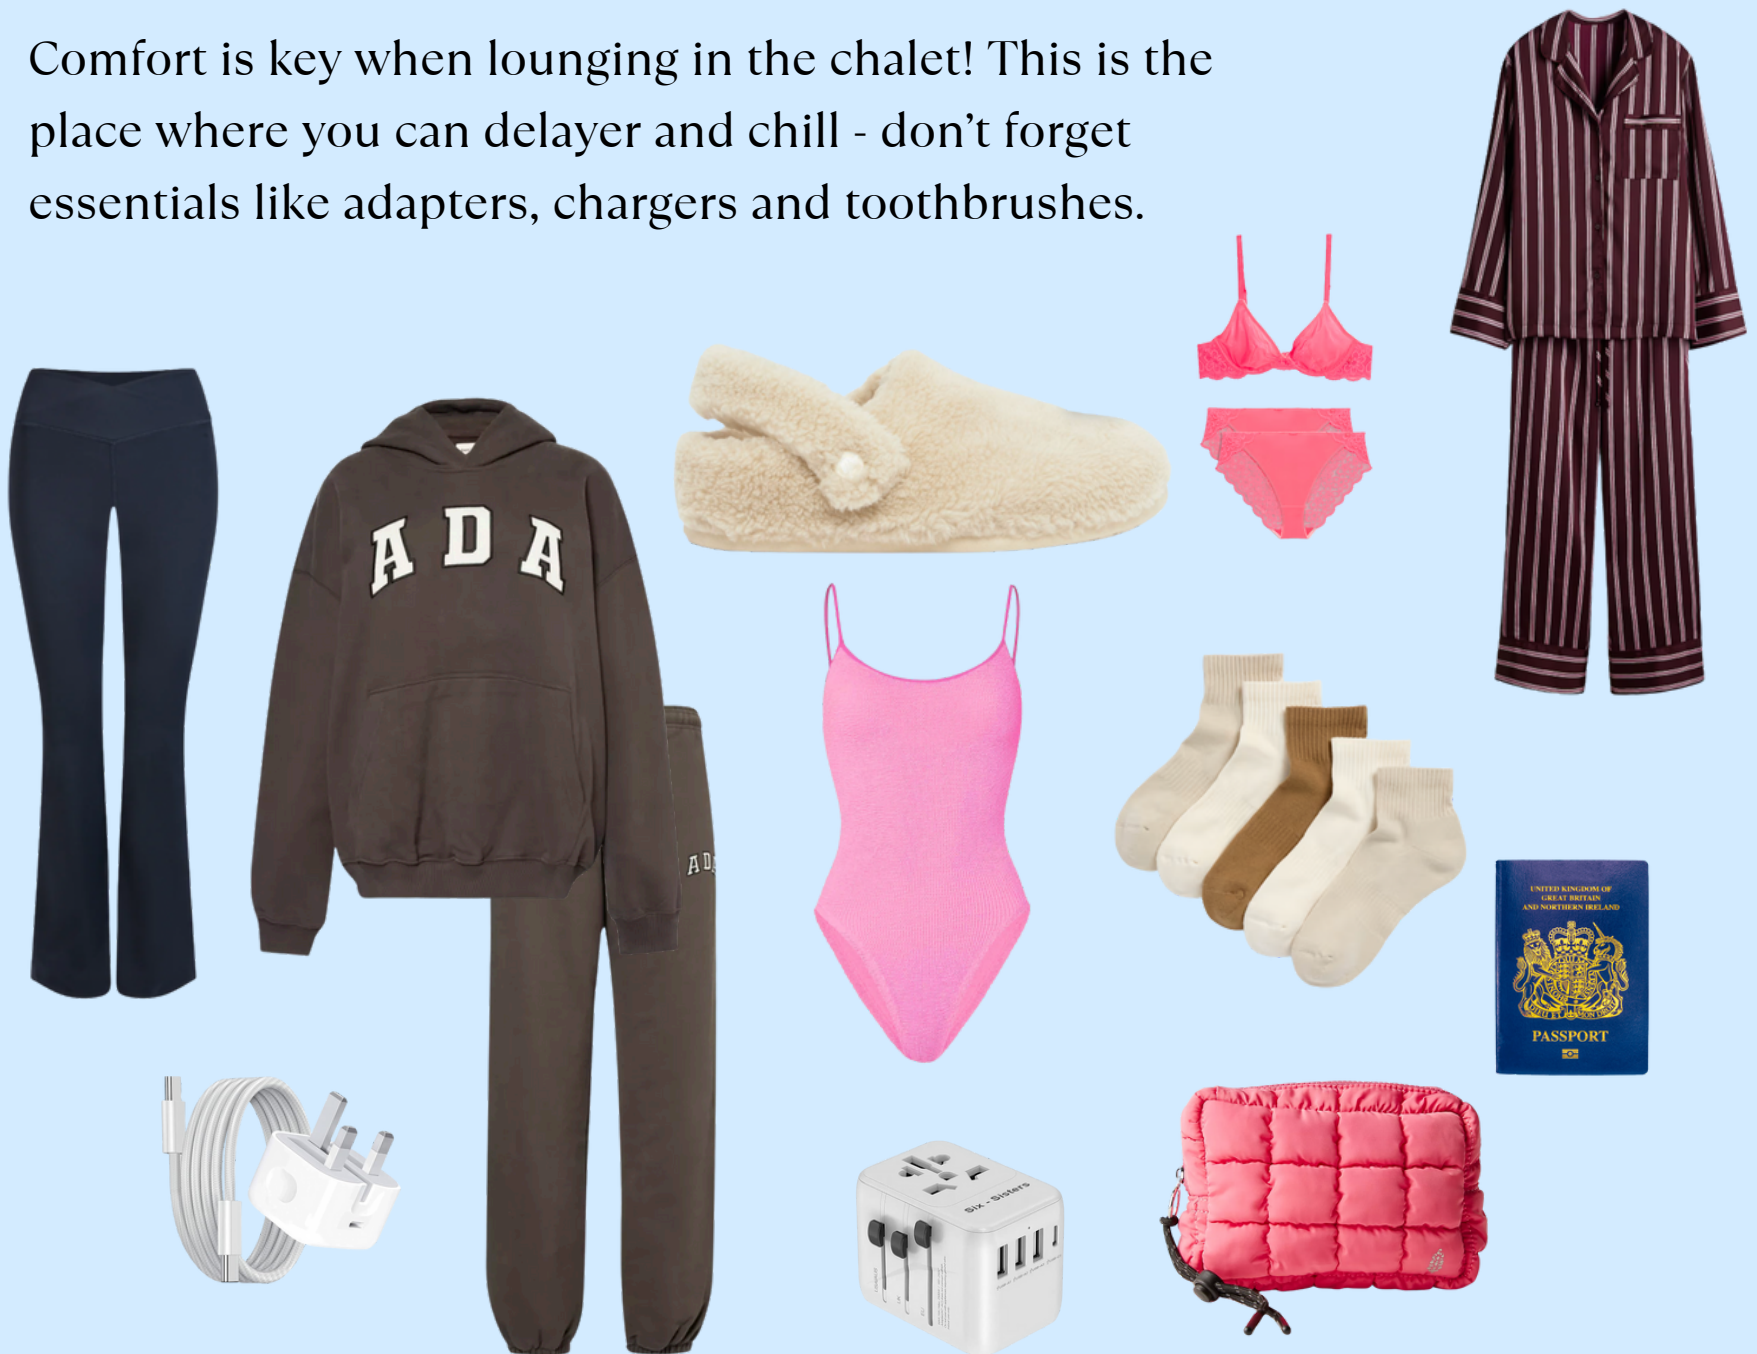 Comfort is key when lounging in the chalet! This is the
place where you can delayer and chill - don’t forget
essentials like adapters, chargers and toothbrushes.
ADA
ADA
UNITED KINGDOM OF
GREAT BRITAIN
AND NORTHERN IRELAND
PASSPORT
Six - Sisters